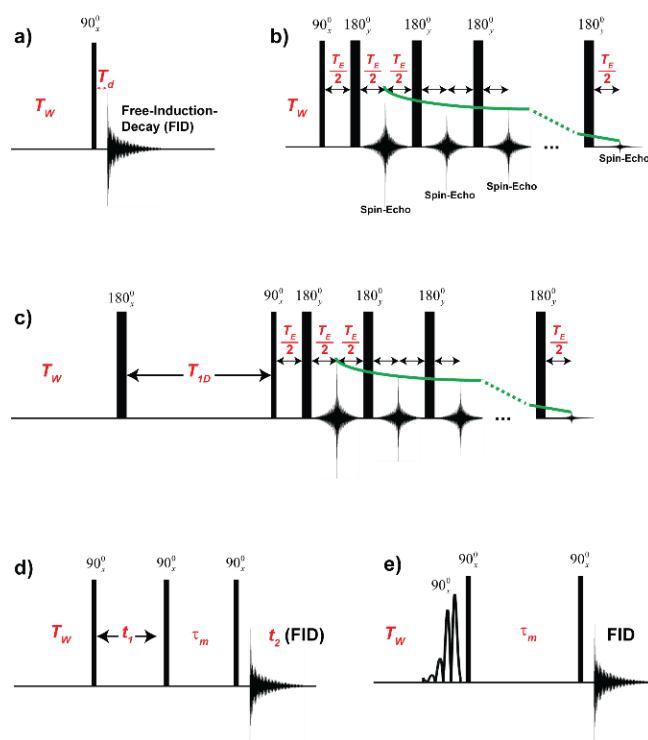 a)
90⁰ₓ
T_d
T_W
Free-Induction-
Decay (FID)
b)
90⁰ₓ 180⁰ᵧ 180⁰ᵧ 180⁰ᵧ 180⁰ᵧ
T_E/2 T_E/2 T_E/2 T_E/2
T_W
...
Spin-Echo
Spin-Echo
Spin-Echo
Spin-Echo
c)
180⁰ₓ 90⁰ₓ 180⁰ᵧ 180⁰ᵧ 180⁰ᵧ 180⁰ᵧ
T_E/2 T_E/2 T_E/2 T_E/2
T_W T_1D
...
d)
90⁰ₓ 90⁰ₓ 90⁰ₓ
T_W t₁ τ_m t₂ (FID)
e)
90⁰ₓ 90⁰ₓ 90⁰ₓ
T_W τ_m FID